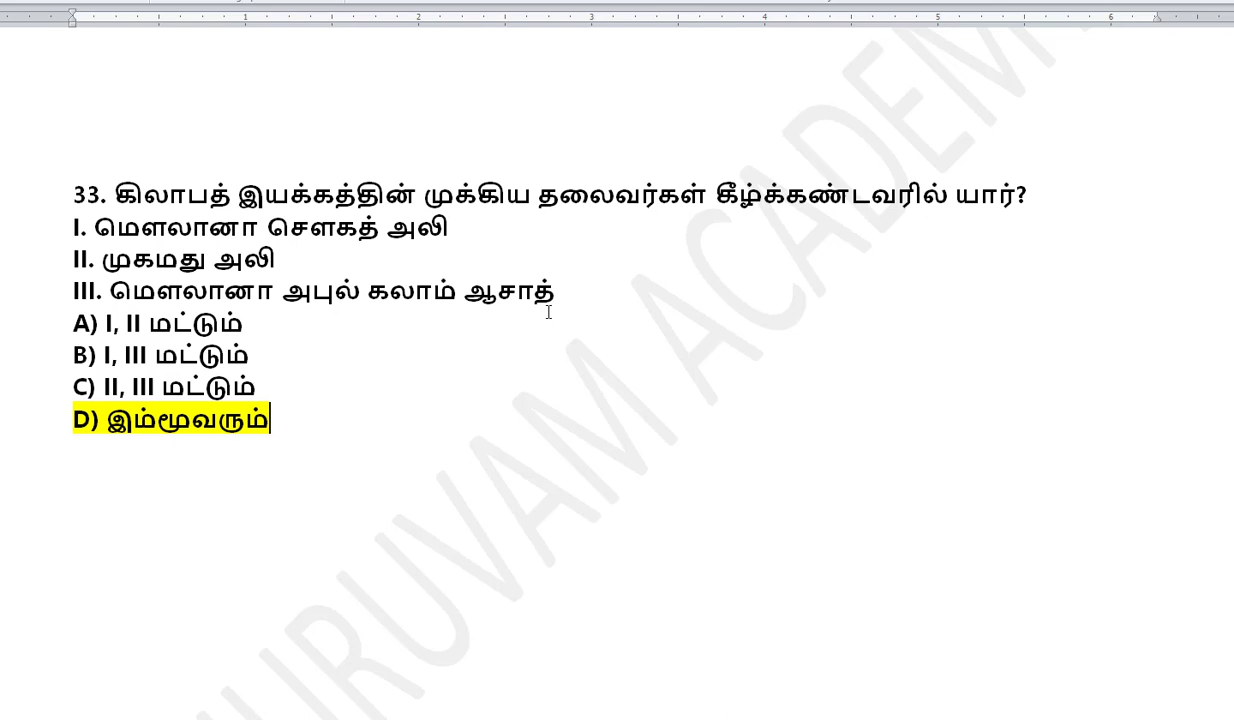 33. கிலாபத் இயக்கத்தின் முக்கிய தலைவர்கள் கீழ்க்கண்டவரில் யார்?
I. மௌலானா சௌகத் அலி
II. முகமது அலி
III. மௌலானா அபுல் கலாம் ஆசாத்
A) I, II மட்டும்
B) I, III மட்டும்
C) II, III மட்டும்
D) இம்மூவரும்